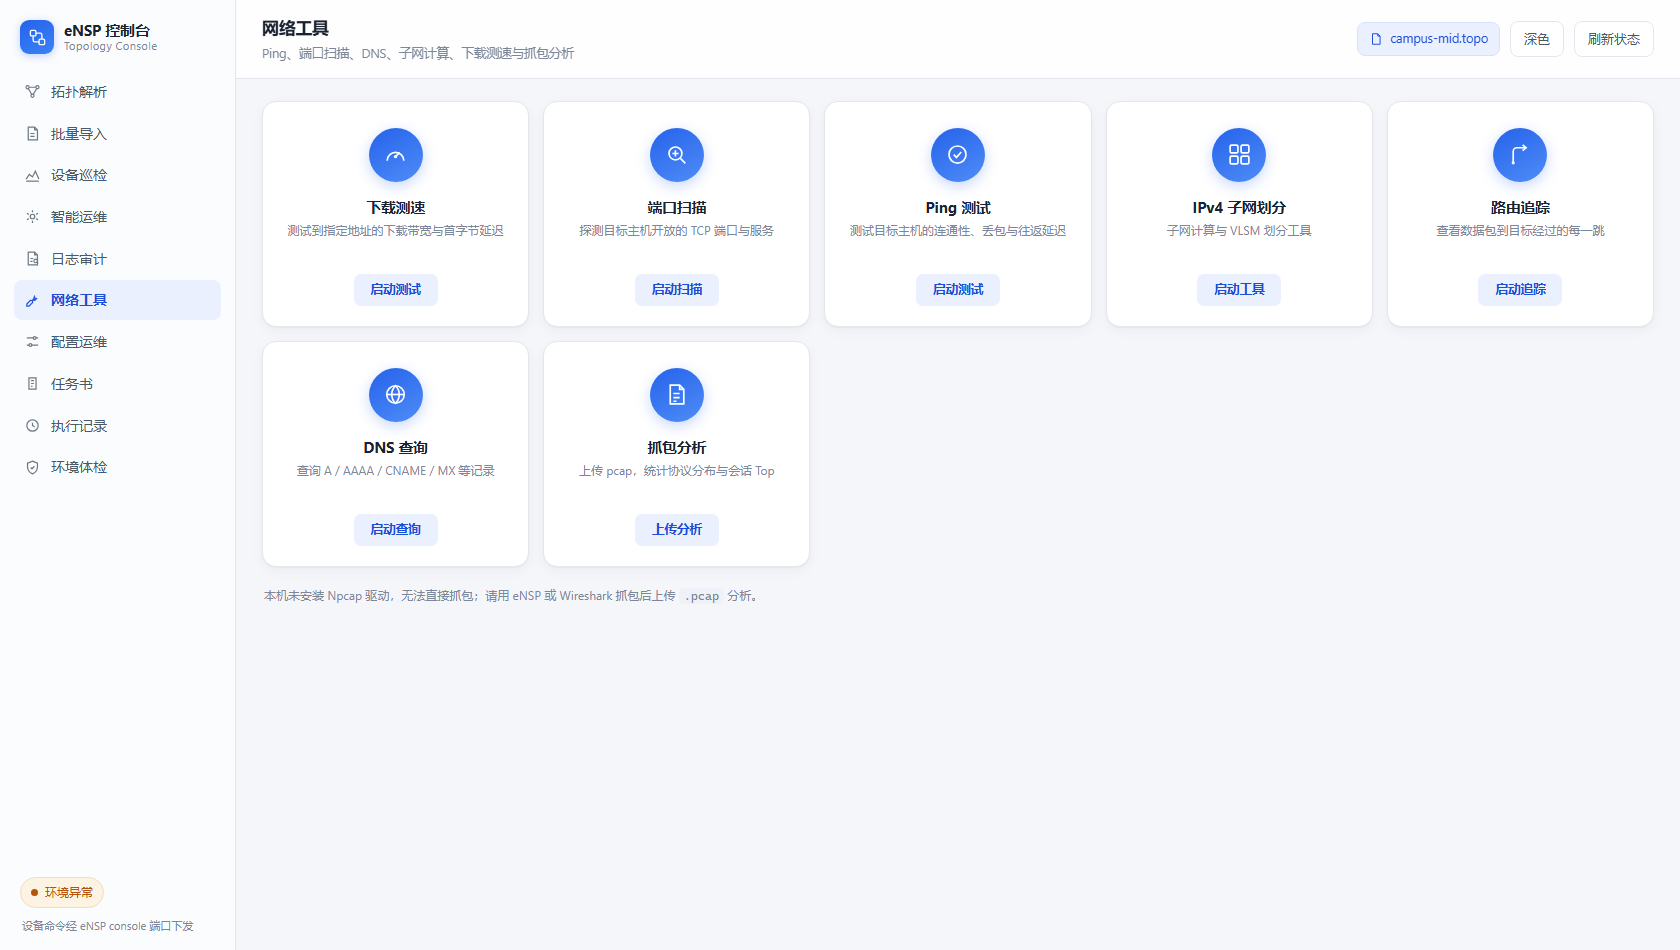 eNSP 控制台
Topology Console
拓扑解析
批量导入
设备巡检
智能运维
日志审计
网络工具
配置运维
任务书
执行记录
环境体检
环境异常
设备命令经 eNSP console 端口下发
网络工具
Ping、端口扫描、DNS、子网计算、下载测速与抓包分析
campus-mid.topo
深色
刷新状态
下载测速
测试到指定地址的下载带宽与首字节延迟
启动测试
端口扫描
探测目标主机开放的 TCP 端口与服务
启动扫描
Ping 测试
测试目标主机的连通性、丢包与往返延迟
启动测试
IPv4 子网划分
子网计算与 VLSM 划分工具
启动工具
路由追踪
查看数据包到目标经过的每一跳
启动追踪
DNS 查询
查询 A / AAAA / CNAME / MX 等记录
启动查询
抓包分析
上传 pcap，统计协议分布与会话 Top
上传分析
本机未安装 Npcap 驱动，无法直接抓包；请用 eNSP 或 Wireshark 抓包后上传 .pcap 分析。